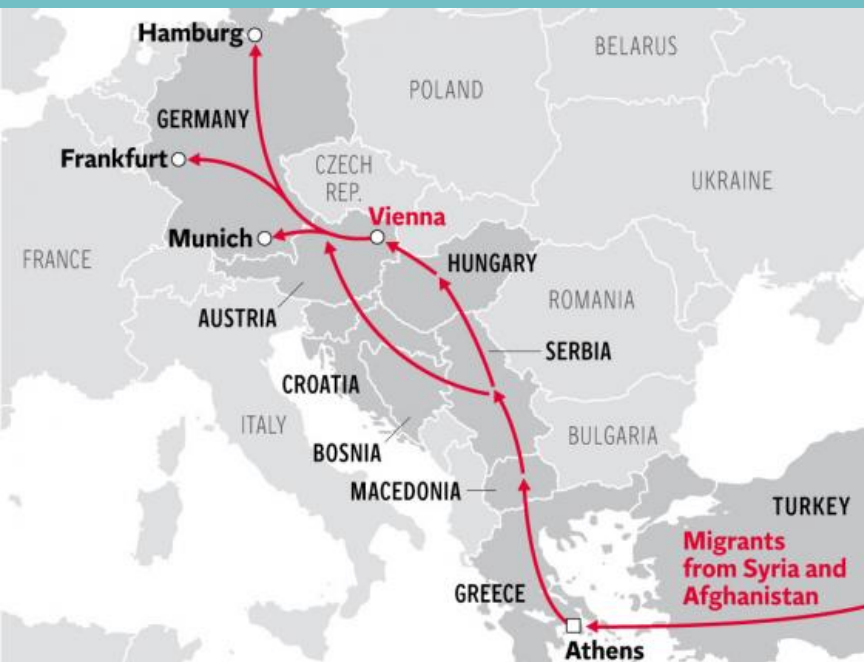 Hamburg
BELARUS
POLAND
GERMANY
Frankfurt
CZECH
REP.
UKRAINE
Vienna
Munich
FRANCE
HUNGARY
ROMANIA
AUSTRIA
SERBIA
CROATIA
ITALY
BULGARIA
BOSNIA
MACEDONIA
TURKEY
Migrants
from Syria and
Afghanistan
GREECE
Athens